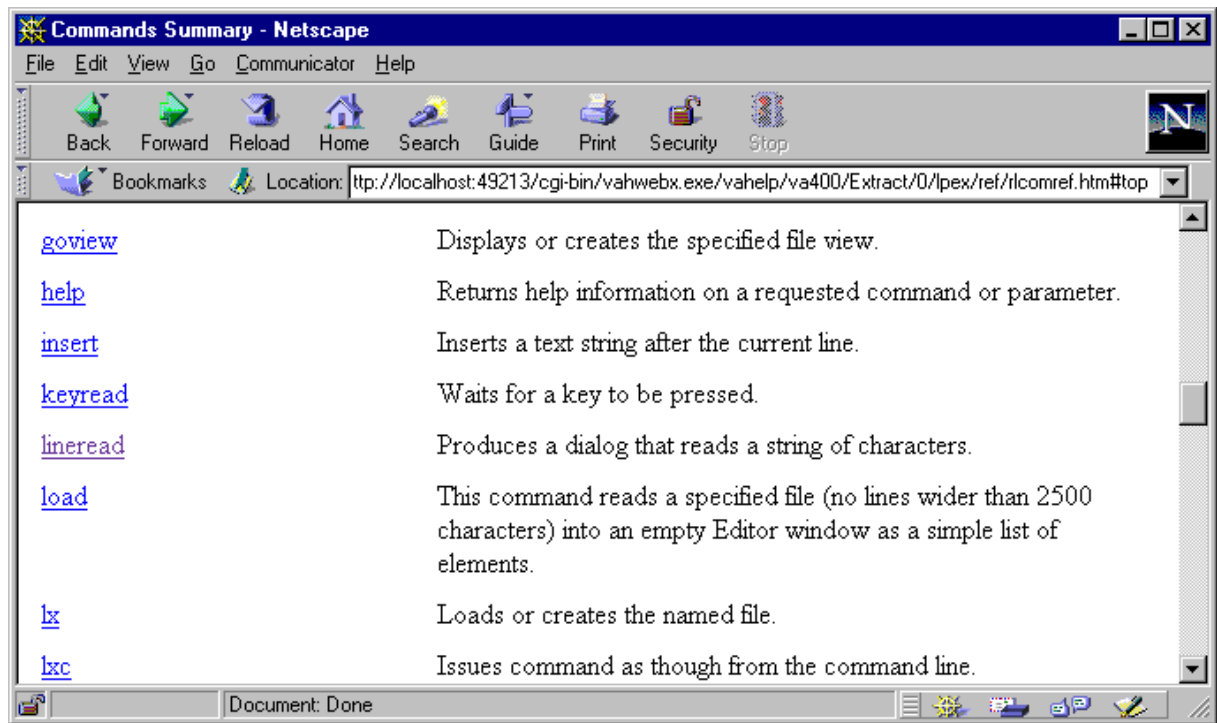 Commands Summary - Netscape
File Edit View Go Communicator Help
Back Forward Reload Home Search Guide Print Security Stop
N
Bookmarks Location: ttp://localhost:49213/cgi-bin/vahwebx.exe/vahelp/va400/Extract/0/lpex/ref/rlcomref.htm#top
goview Displays or creates the specified file view.
help Returns help information on a requested command or parameter.
insert Inserts a text string after the current line.
keyread Waits for a key to be pressed.
lineread Produces a dialog that reads a string of characters.
load This command reads a specified file (no lines wider than 2500
characters) into an empty Editor window as a simple list of
elements.
lx Loads or creates the named file.
lxc Issues command as though from the command line.
Document: Done